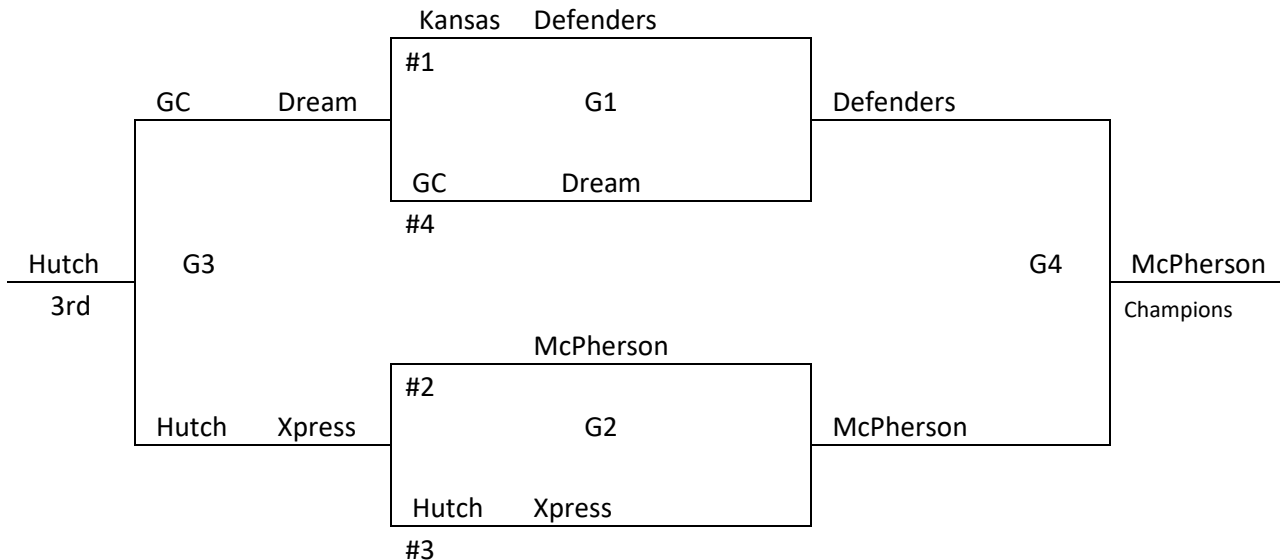 Kansas Defenders
#1
GC Dream G1 Defenders
GC Dream
#4
Hutch G3 G4 McPherson
3rd Champions
McPherson
#2
Hutch Xpress G2 McPherson
Hutch Xpress
#3